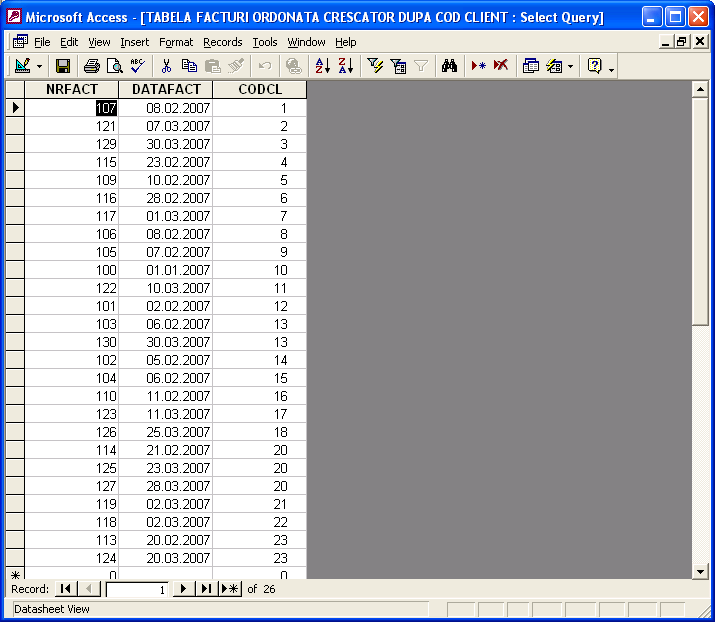 Microsoft Access - [TABELA FACTURI ORDONATA CRESCATOR DUPA COD CLIENT : Select Query]
File Edit View Insert Format Records Tools Window Help
NRFACT DATAFACT CODCL
107 08.02.2007 1
121 07.03.2007 2
129 30.03.2007 3
115 23.02.2007 4
109 10.02.2007 5
116 28.02.2007 6
117 01.03.2007 7
106 08.02.2007 8
105 07.02.2007 9
100 01.01.2007 10
122 10.03.2007 11
101 02.02.2007 12
103 06.02.2007 13
130 30.03.2007 13
102 05.02.2007 14
104 06.02.2007 15
110 11.02.2007 16
123 11.03.2007 17
126 25.03.2007 18
114 21.02.2007 20
125 23.03.2007 20
127 28.03.2007 20
119 02.03.2007 21
118 02.03.2007 22
113 20.02.2007 23
124 20.03.2007 23
0 0
Record: 1 of 26
Datasheet View